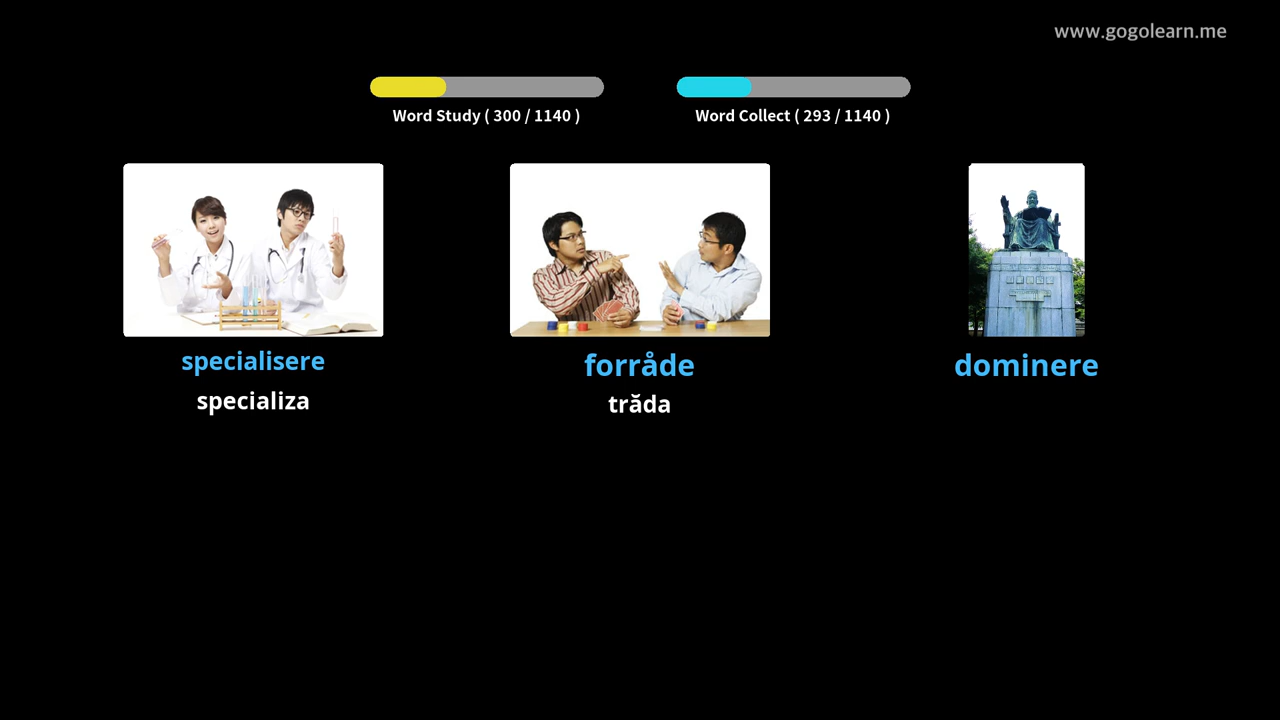 www.gogolearn.me
Word Study ( 300 / 1140 )
Word Collect ( 293 / 1140 )
specialisere
specializa
forråde
trăda
dominere